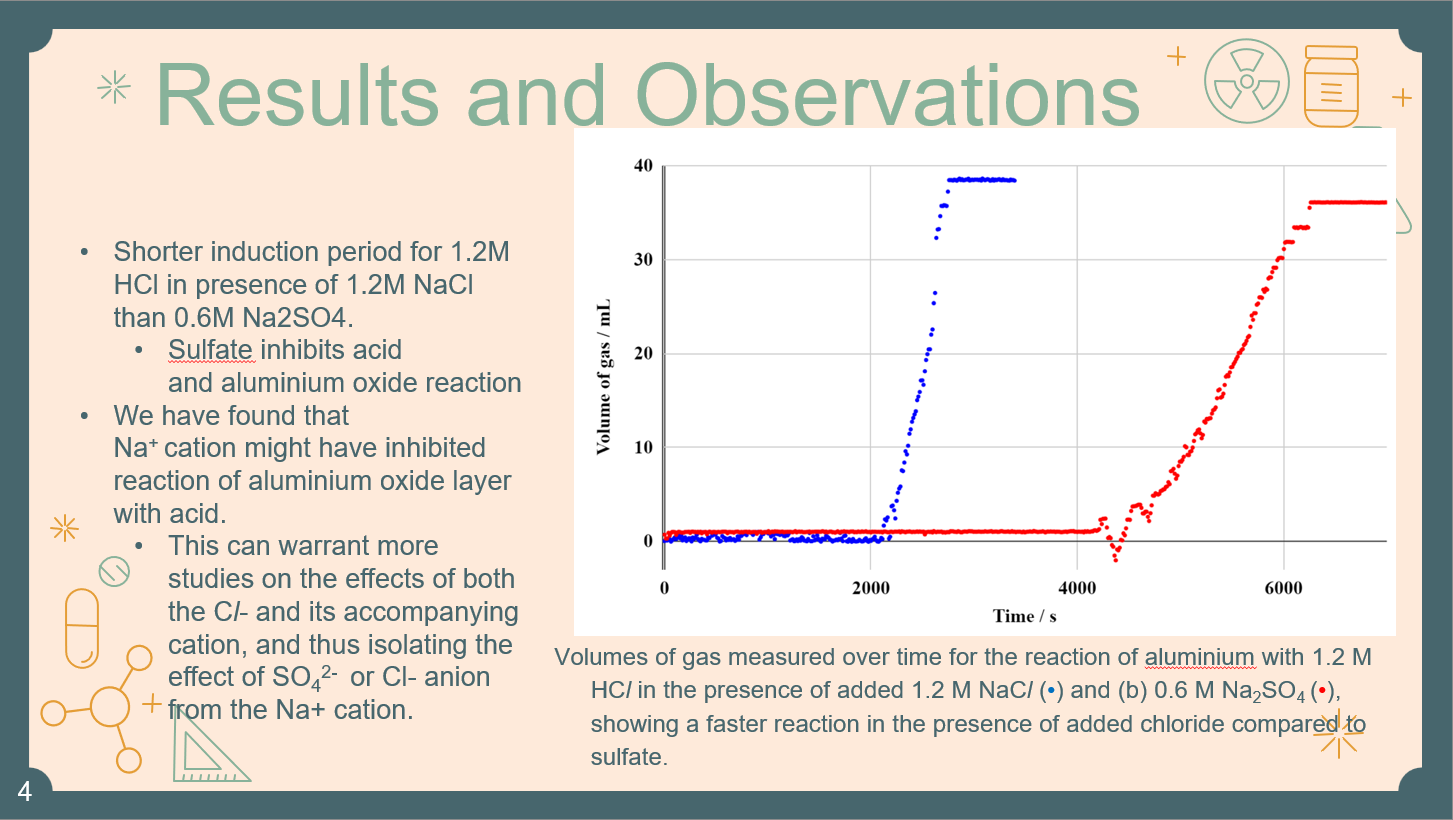 Results and Observations
• Shorter induction period for 1.2M
HCl in presence of 1.2M NaCl
than 0.6M Na2SO4.
• Sulfate inhibits acid
and aluminium oxide reaction
• We have found that
Na⁺ cation might have inhibited
reaction of aluminium oxide layer
with acid.
• This can warrant more
studies on the effects of both
the Cl- and its accompanying
cation, and thus isolating the
effect of SO₄²⁻ or Cl- anion
from the Na+ cation.
40
30
20
10
0
Volume of gas / mL
0 2000 4000 6000
Time / s
Volumes of gas measured over time for the reaction of aluminium with 1.2 M
HCl in the presence of added 1.2 M NaCl (•) and (b) 0.6 M Na₂SO₄ (•),
showing a faster reaction in the presence of added chloride compared to
sulfate.
4